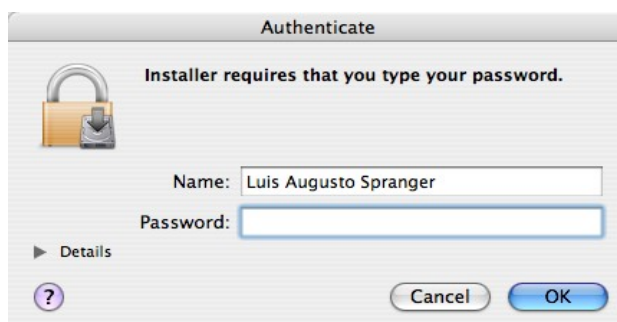 Authenticate
Installer requires that you type your password.
Name: Luis Augusto Spranger
Password:
Details
? Cancel OK